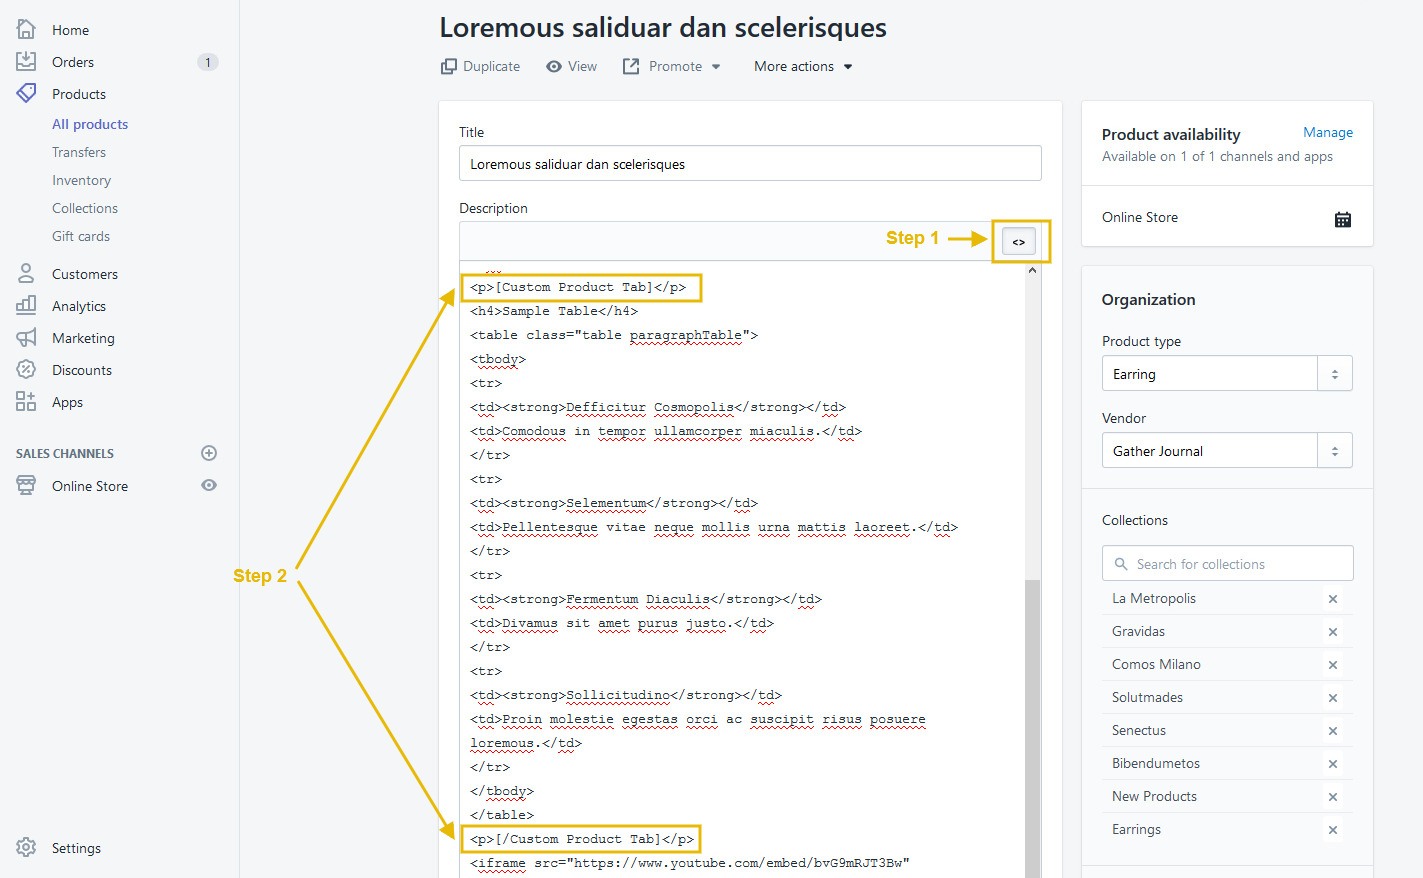 Home
Orders 1
Products
All products
Transfers
Inventory
Collections
Gift cards
Customers
Analytics
Marketing
Discounts
Apps
SALES CHANNELS
Online Store
Settings
Loremous saliduar dan scelerisques
Duplicate View Promote More actions
Title
Loremous saliduar dan scelerisques
Description
Step 1 <>
Step 2
<p>[Custom Product Tab]</p>
<h4>Sample Table</h4>
<table class="table paragraphTable">
<tbody>
<tr>
<td><strong>Defficitur Cosmopolis</strong></td>
<td>Comodous in tempor ullamcorper miaculis.</td>
</tr>
<tr>
<td><strong>Selementum</strong></td>
<td>Pellentesque vitae neque mollis urna mattis laoreet.</td>
</tr>
<tr>
<td><strong>Fermentum Diaculis</strong></td>
<td>Divamus sit amet purus justo.</td>
</tr>
<tr>
<td><strong>Sollicitudino</strong></td>
<td>Proin molestie egestas orci ac suscipit risus posuere
loremous.</td>
</tr>
</tbody>
</table>
<p>[/Custom Product Tab]</p>
<iframe src="https://www.youtube.com/embed/bvG9mRJT3Bw"
Product availability Manage
Available on 1 of 1 channels and apps
Online Store
Organization
Product type
Earring
Vendor
Gather Journal
Collections
Search for collections
La Metropolis
Gravidas
Comos Milano
Solutmades
Senectus
Bibendumetos
New Products
Earrings